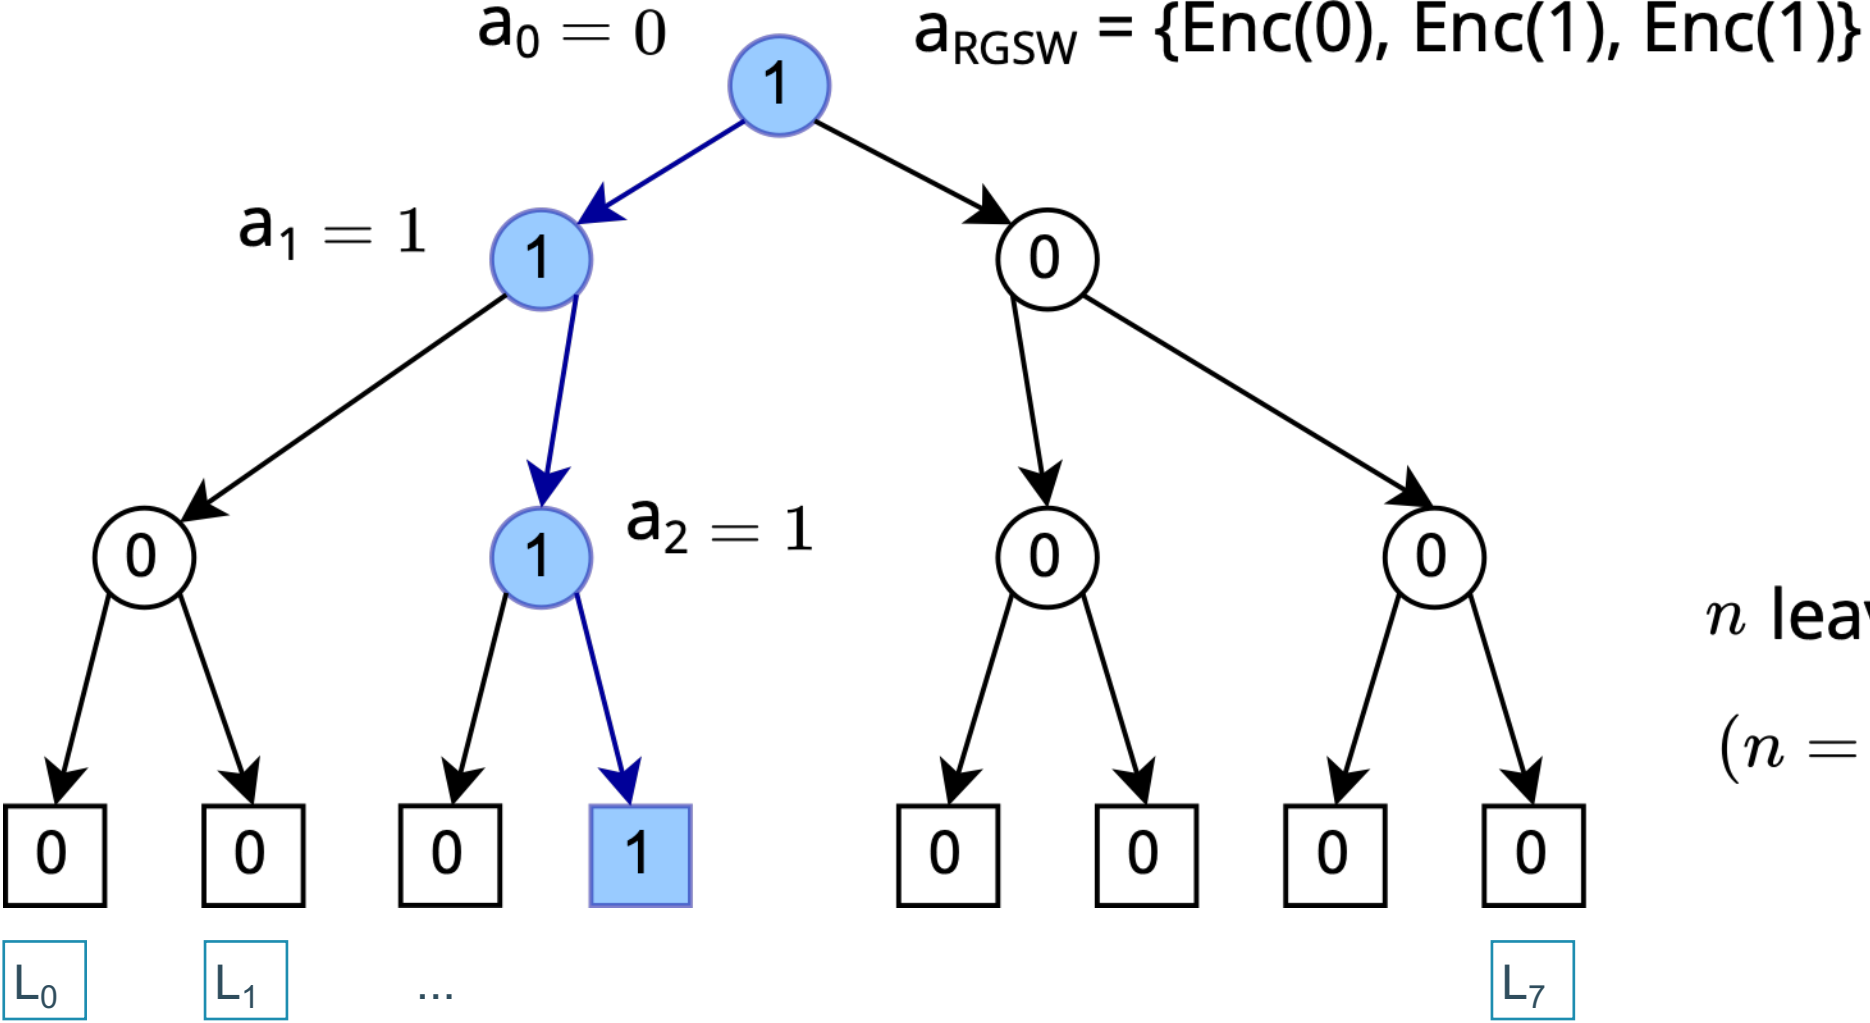 a₀ = 0
a_RGSW = {Enc(0), Enc(1), Enc(1)}
1
a₁ = 1
1
0
0
1
a₂ = 1
0
0
n
(n =
0
0
0
1
0
0
0
0
L₀
L₁
...
L₇